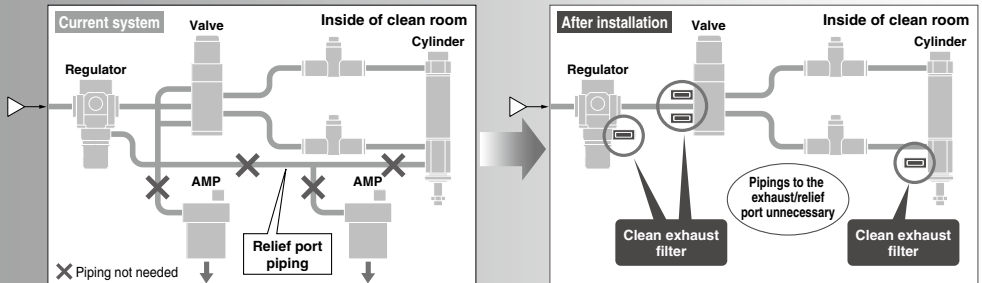 Current system
Inside of clean room
Valve
Cylinder
Regulator
AMP
AMP
Relief port
piping
Piping not needed
After installation
Inside of clean room
Valve
Cylinder
Regulator
Pipings to the
exhaust/relief
port unnecessary
Clean exhaust
filter
Clean exhaust
filter